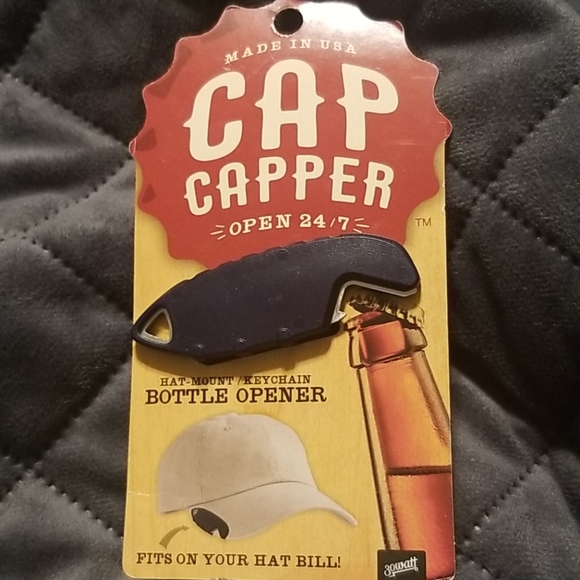 MADE IN USA
CAP
CAPPER
OPEN 24/7
TM
HAT-MOUNT/KEYCHAIN
BOTTLE OPENER
FITS ON YOUR HAT BILL!
30watt